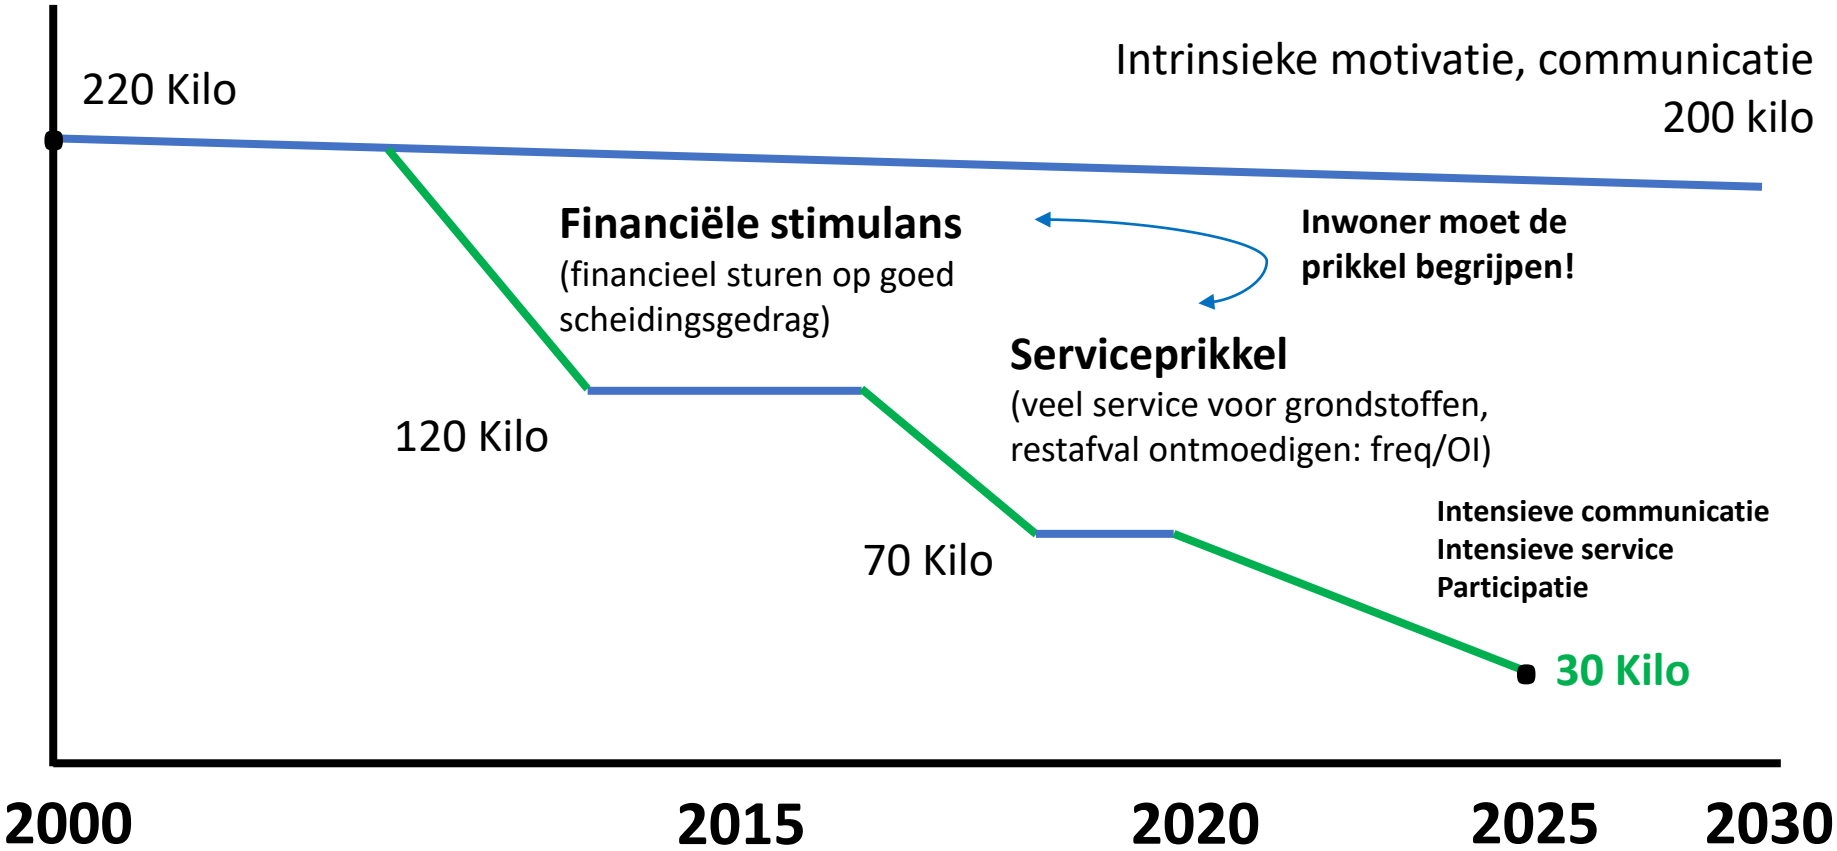 Intrinsieke motivatie, communicatie
200 kilo
220 Kilo
Financiële stimulans
(financieel sturen op goed
scheidingsgedrag)
Inwoner moet de
prikkel begrijpen!
Serviceprikkel
(veel service voor grondstoffen,
restafval ontmoedigen: freq/OI)
120 Kilo
70 Kilo
Intensieve communicatie
Intensieve service
Participatie
30 Kilo
2000
2015
2020
2025
2030